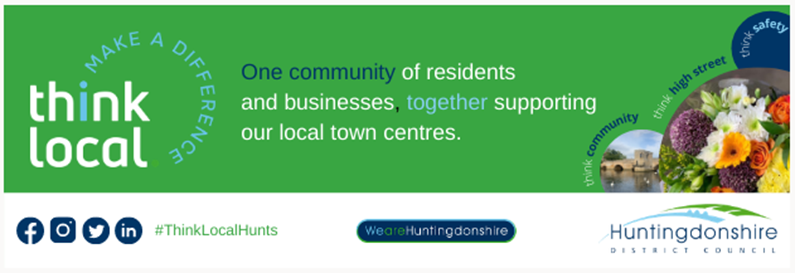 MAKE A DIFFERENCE
think
local.
One community of residents
and businesses, together supporting
our local town centres.
think community
think high street
think safety
#ThinkLocalHunts
WeareHuntingdonshire
Huntingdonshire
DISTRICT COUNCIL